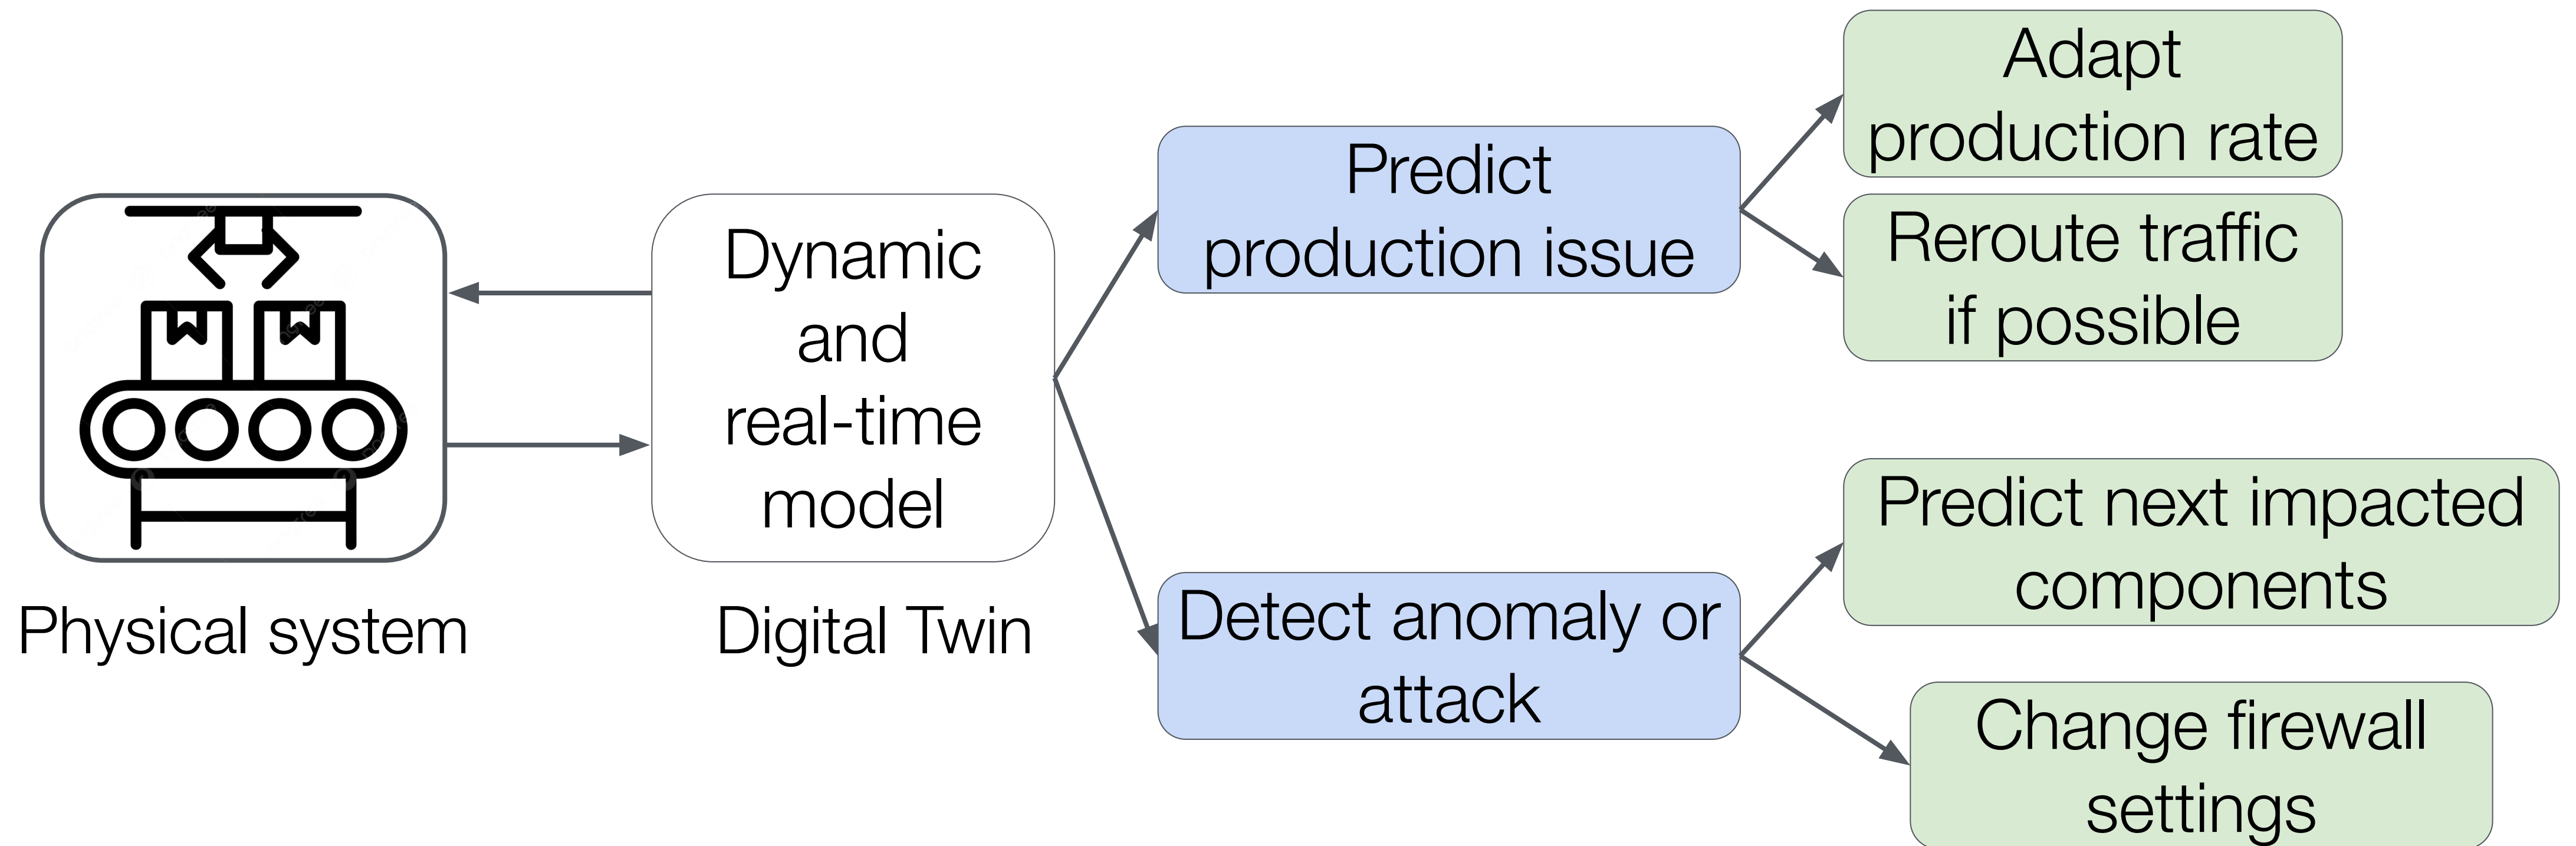 Physical system
Dynamic
and
real-time
model
Digital Twin
Predict
production issue
Adapt
production rate
Reroute traffic
if possible
Detect anomaly or
attack
Predict next impacted
components
Change firewall
settings